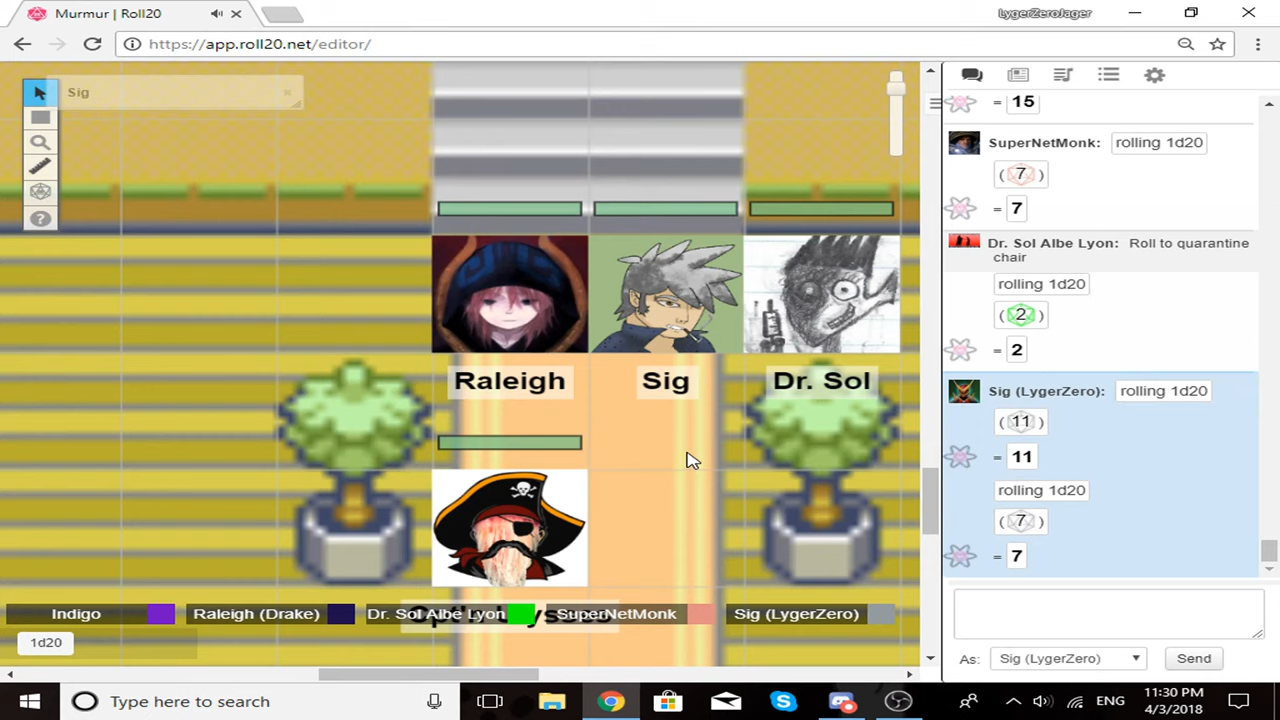 Murmur | Roll20
LygerZeroJager
https://app.roll20.net/editor/
Sig
= 15
SuperNetMonk: rolling 1d20
(7)
= 7
Dr. Sol Albe Lyon: Roll to quarantine
chair
rolling 1d20
(2)
= 2
Sig (LygerZero): rolling 1d20
(11)
= 11
rolling 1d20
(7)
= 7
Raleigh
Sig
Dr. Sol
Indigo
Raleigh (Drake)
Dr. Sol Albe Lyon
SuperNetMonk
Sig (LygerZero)
1d20
As: Sig (LygerZero)
Send
Type here to search
ENG
11:30 PM
4/3/2018